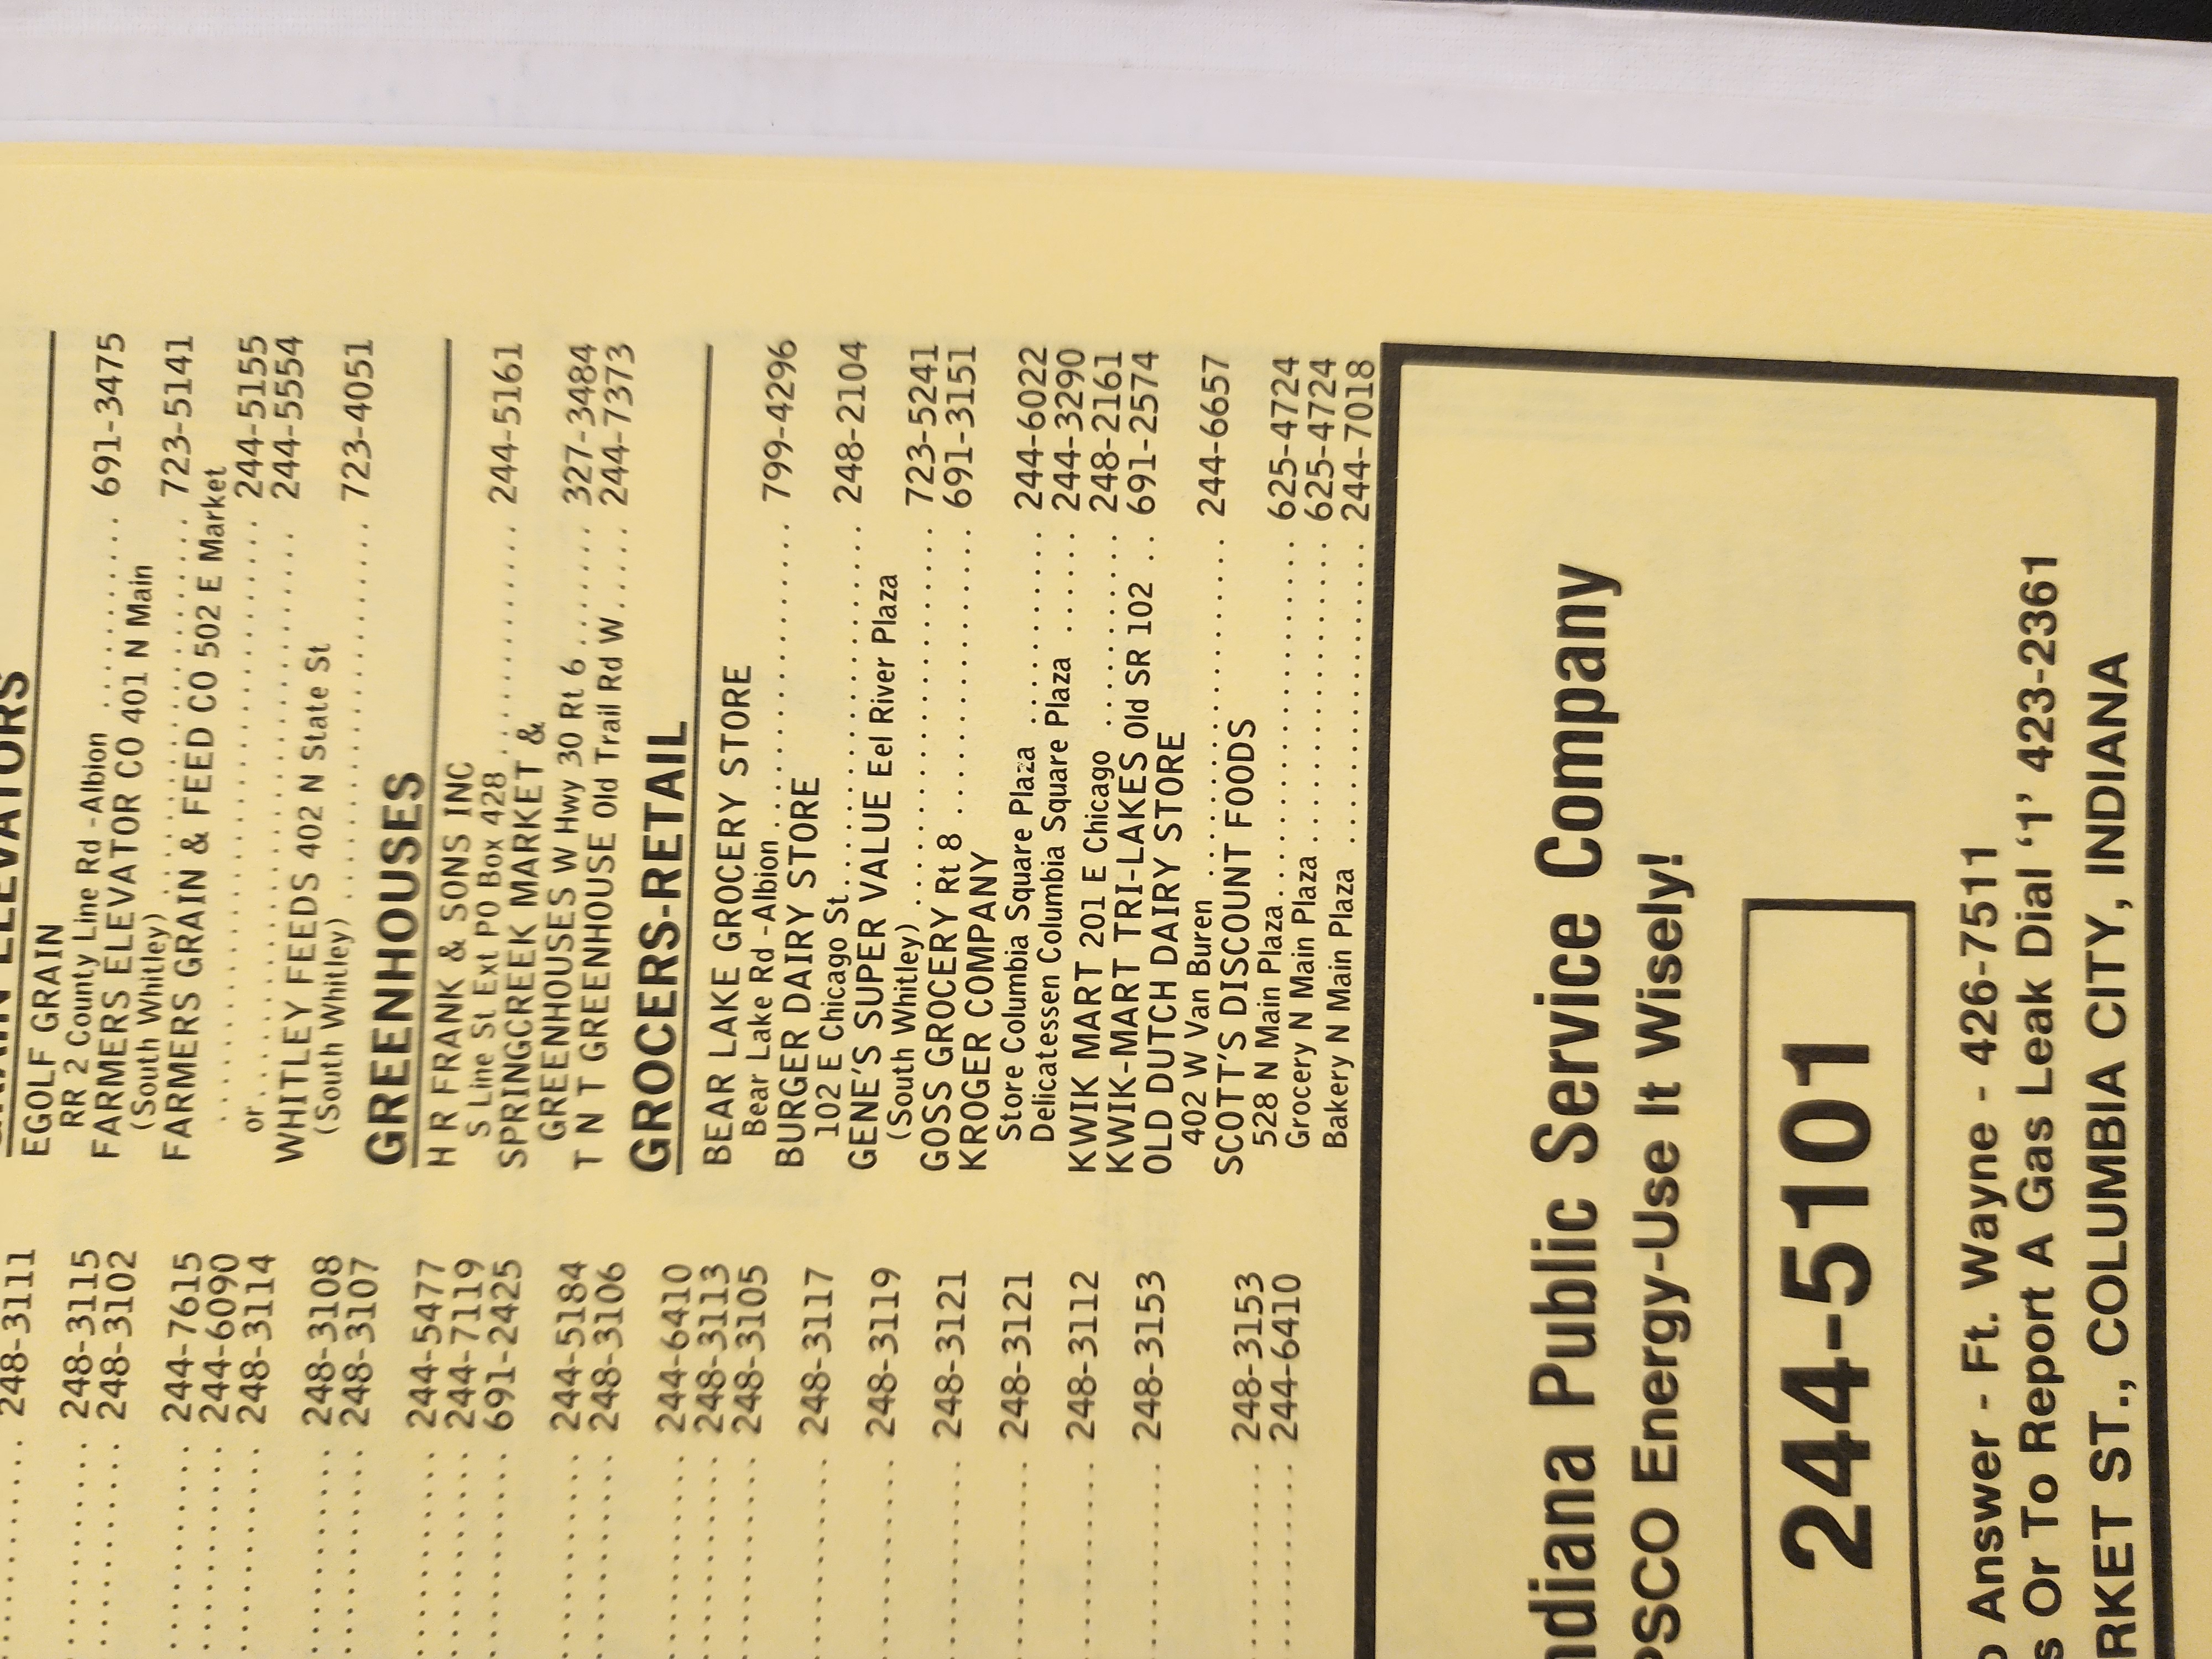 248-3111
248-3115
248-3102
244-7615
244-6090
248-3114
248-3108
248-3107
244-5477
244-7119
691-2425
244-5184
248-3106
244-6410
248-3113
248-3105
248-3117
248-3119
248-3121
248-3121
248-3112
248-3153
248-3153
244-6410
EGOLF GRAIN
RR 2 County Line Rd -Albion .......... 691-3475
FARMERS ELEVATOR CO 401 N Main
(South Whitley) .................... 723-5141
FARMERS GRAIN & FEED CO 502 E Market
.................................... 244-5155
or .................................. 244-5554
WHITLEY FEEDS 402 N State St
(South Whitley) .................... 723-4051
GREENHOUSES
H R FRANK & SONS INC
S Line St Ext PO Box 428 ............ 244-5161
SPRINGCREEK MARKET &
GREENHOUSES W Hwy 30 Rt 6 ....... 327-3484
T N T GREENHOUSE Old Trail Rd W ..... 244-7373
GROCERS-RETAIL
BEAR LAKE GROCERY STORE
Bear Lake Rd -Albion ................ 799-4296
BURGER DAIRY STORE
102 E Chicago St .................... 248-2104
GENE'S SUPER VALUE Eel River Plaza
(South Whitley) .................... 723-5241
GOSS GROCERY Rt 8 ................. 691-3151
KROGER COMPANY
Store Columbia Square Plaza .......... 244-6022
Delicatessen Columbia Square Plaza ...... 244-3290
KWIK MART 201 E Chicago ........... 248-2161
KWIK-MART TRI-LAKES Old SR 102 .. 691-2574
OLD DUTCH DAIRY STORE
402 W Van Buren .................... 244-6657
SCOTT'S DISCOUNT FOODS
528 N Main Plaza .................... 625-4724
Grocery N Main Plaza ................ 625-4724
Bakery N Main Plaza ................. 244-7018
ndiana Public Service Company
PSCO Energy-Use It Wisely!
244-5101
o Answer - Ft. Wayne - 426-7511
s Or To Report A Gas Leak Dial '1' 423-2361
RKET ST., COLUMBIA CITY, INDIANA